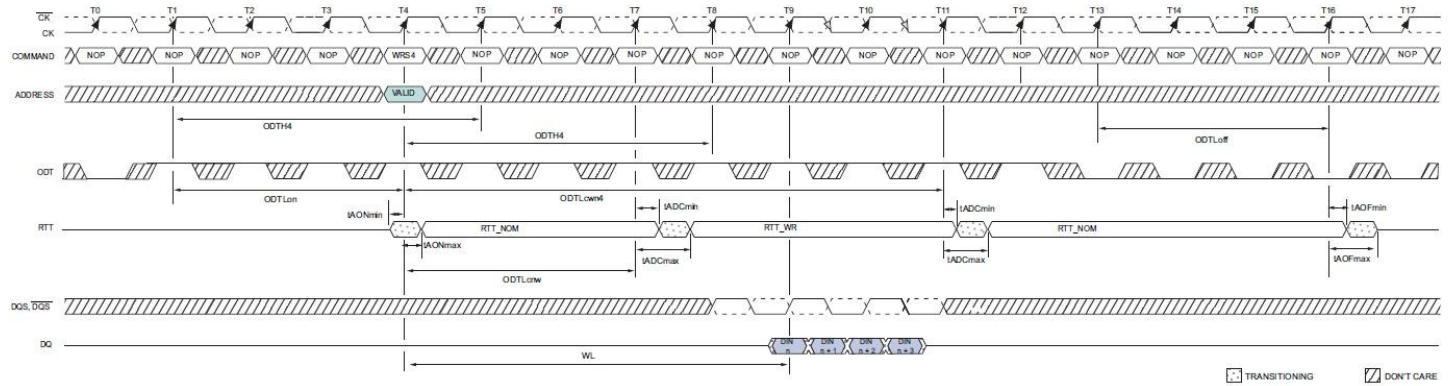 T0 T1 T2 T3 T4 T5 T6 T7 T8 T9 T10 T11 T12 T13 T14 T15 T16 T17
CK
CK
COMMAND NOP NOP NOP NOP WRS4 NOP NOP NOP NOP NOP NOP NOP NOP NOP NOP NOP NOP NOP
ADDRESS VALID
ODTH4 ODTLoff
ODTH4
ODT
ODTLon ODTLcwn4
tAONmin tADCmin tADCmin tAOFmin
RTT RTT_NOM RTT_WR RTT_NOM
tAONmax tADCmax tADCmax tAOFmax
ODTLcnw
DQS, DQS
DQ DIN n DIN n + 1 DIN n + 2 DIN n + 3
WL
TRANSITIONING DON'T CARE